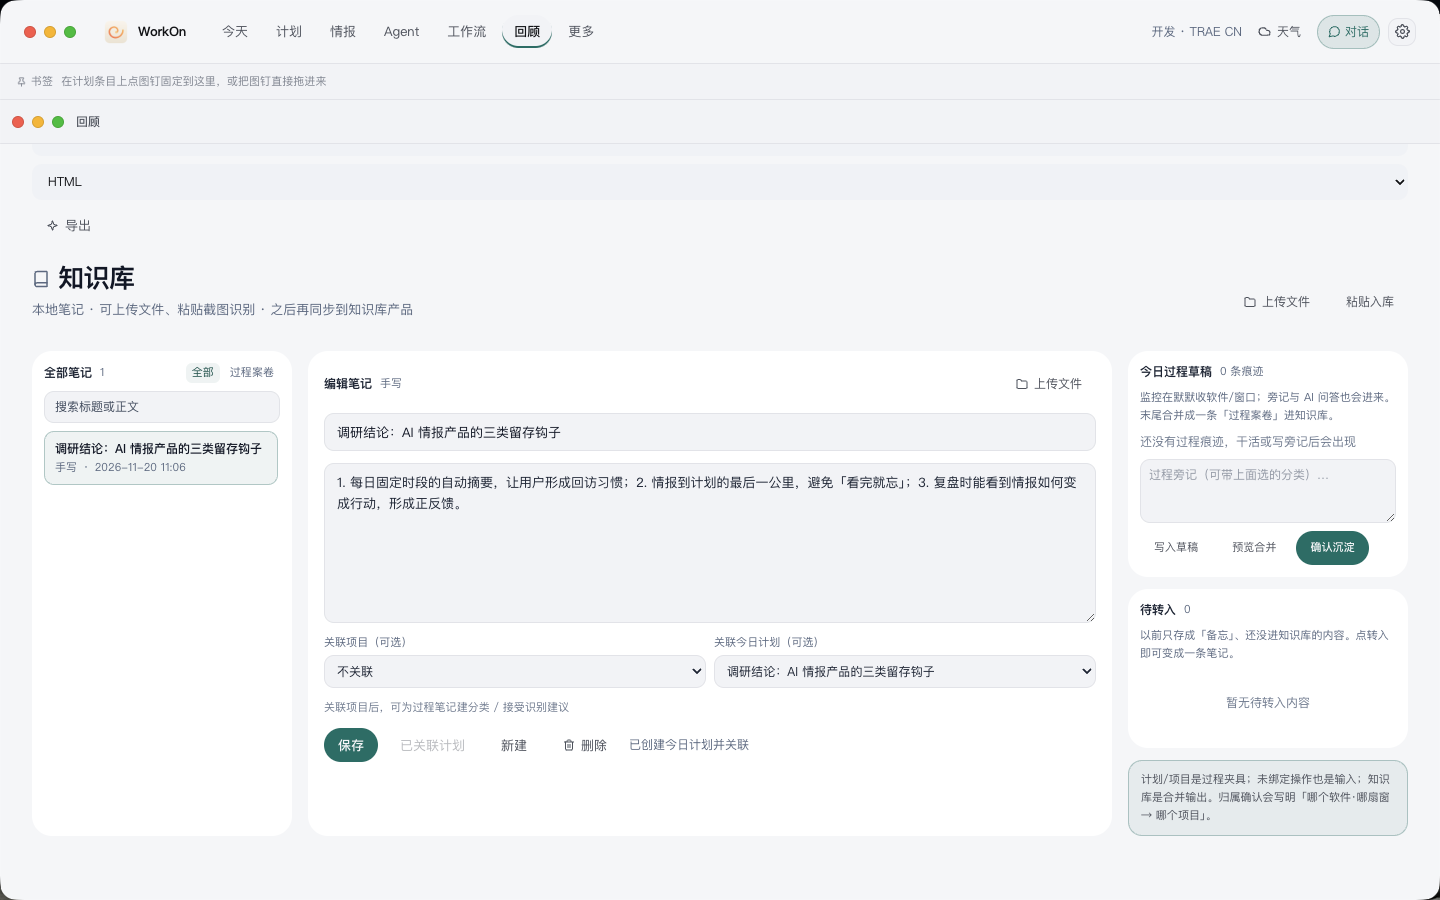 WorkOn
今天
计划
情报
Agent
工作流
回顾
更多
开发 · TRAE CN
天气
对话
书签 在计划条目上点图钉固定到这里，或把图钉直接拖进来
回顾
HTML
导出
知识库
本地笔记 · 可上传文件、粘贴截图识别 · 之后再同步到知识库产品
上传文件
粘贴入库
全部笔记 1
全部
过程案卷
搜索标题或正文
调研结论：AI 情报产品的三类留存钩子
手写 · 2026-11-20 11:06
编辑笔记 手写
上传文件
调研结论：AI 情报产品的三类留存钩子
1. 每日固定时段的自动摘要，让用户形成回访习惯；2. 情报到计划的最后一公里，避免「看完就忘」；3. 复盘时能看到情报如何变
成行动，形成正反馈。
关联项目（可选）
关联今日计划（可选）
不关联
调研结论：AI 情报产品的三类留存钩子
关联项目后，可为过程笔记建分类 / 接受识别建议
保存
已关联计划
新建
删除
已创建今日计划并关联
今日过程草稿 0 条痕迹
监控在默默收软件/窗口；旁记与 AI 问答也会进来。
末尾合并成一条「过程案卷」进知识库。
还没有过程痕迹，干活或写旁记后会出现
过程旁记（可带上面选的分类）…
写入草稿
预览合并
确认沉淀
待转入 0
以前只存成「备忘」、还没进知识库的内容。点转入
即可变成一条笔记。
暂无待转入内容
计划/项目是过程夹具；未绑定操作也是输入；知识
库是合并输出。归属确认会写明「哪个软件·哪扇窗
→ 哪个项目」。